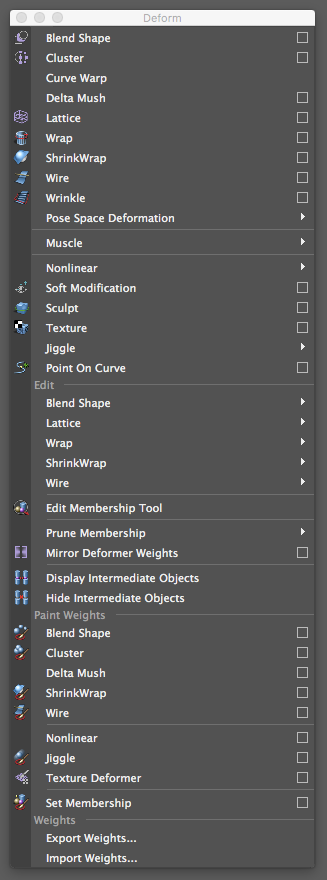 Deform
Blend Shape
Cluster
Curve Warp
Delta Mush
Lattice
Wrap
ShrinkWrap
Wire
Wrinkle
Pose Space Deformation
Muscle
Nonlinear
Soft Modification
Sculpt
Texture
Jiggle
Point On Curve
Edit
Blend Shape
Lattice
Wrap
ShrinkWrap
Wire
Edit Membership Tool
Prune Membership
Mirror Deformer Weights
Display Intermediate Objects
Hide Intermediate Objects
Paint Weights
Blend Shape
Cluster
Delta Mush
ShrinkWrap
Wire
Nonlinear
Jiggle
Texture Deformer
Set Membership
Weights
Export Weights...
Import Weights...